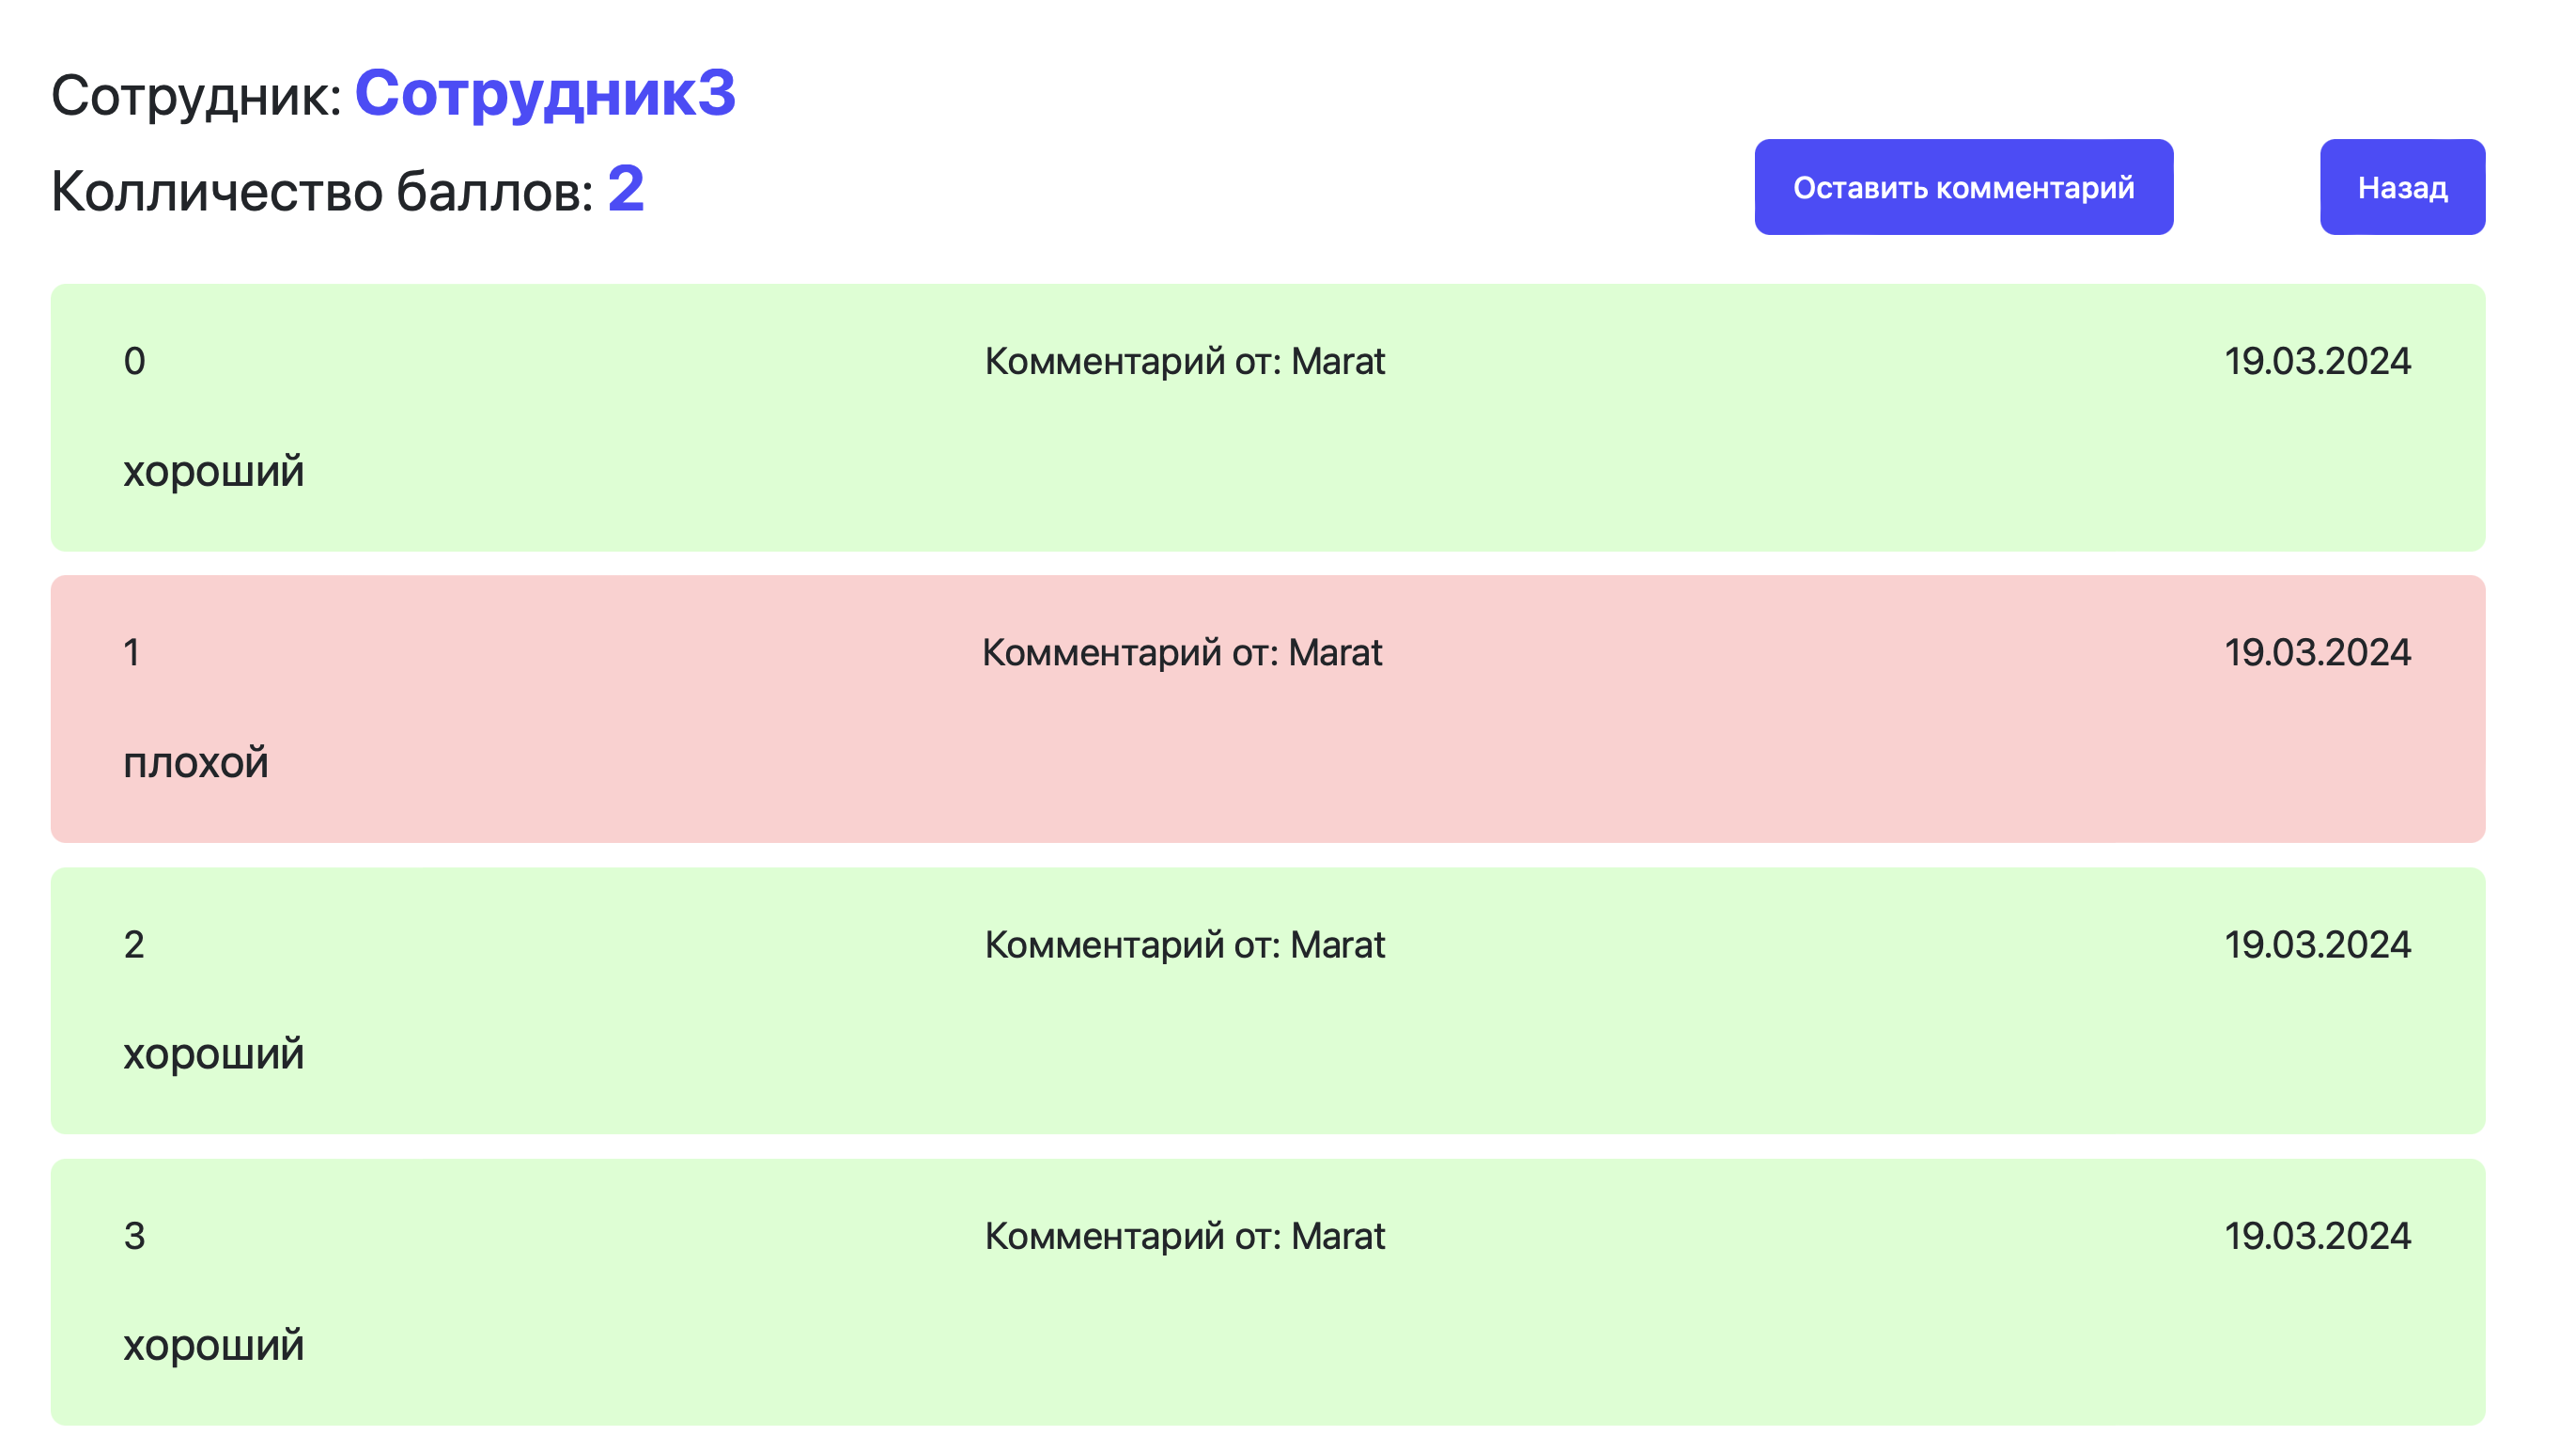 Сотрудник: Сотрудник3
Колличество баллов: 2
Оставить комментарий
Назад
0 Комментарий от: Marat 19.03.2024
хороший
1 Комментарий от: Marat 19.03.2024
плохой
2 Комментарий от: Marat 19.03.2024
хороший
3 Комментарий от: Marat 19.03.2024
хороший